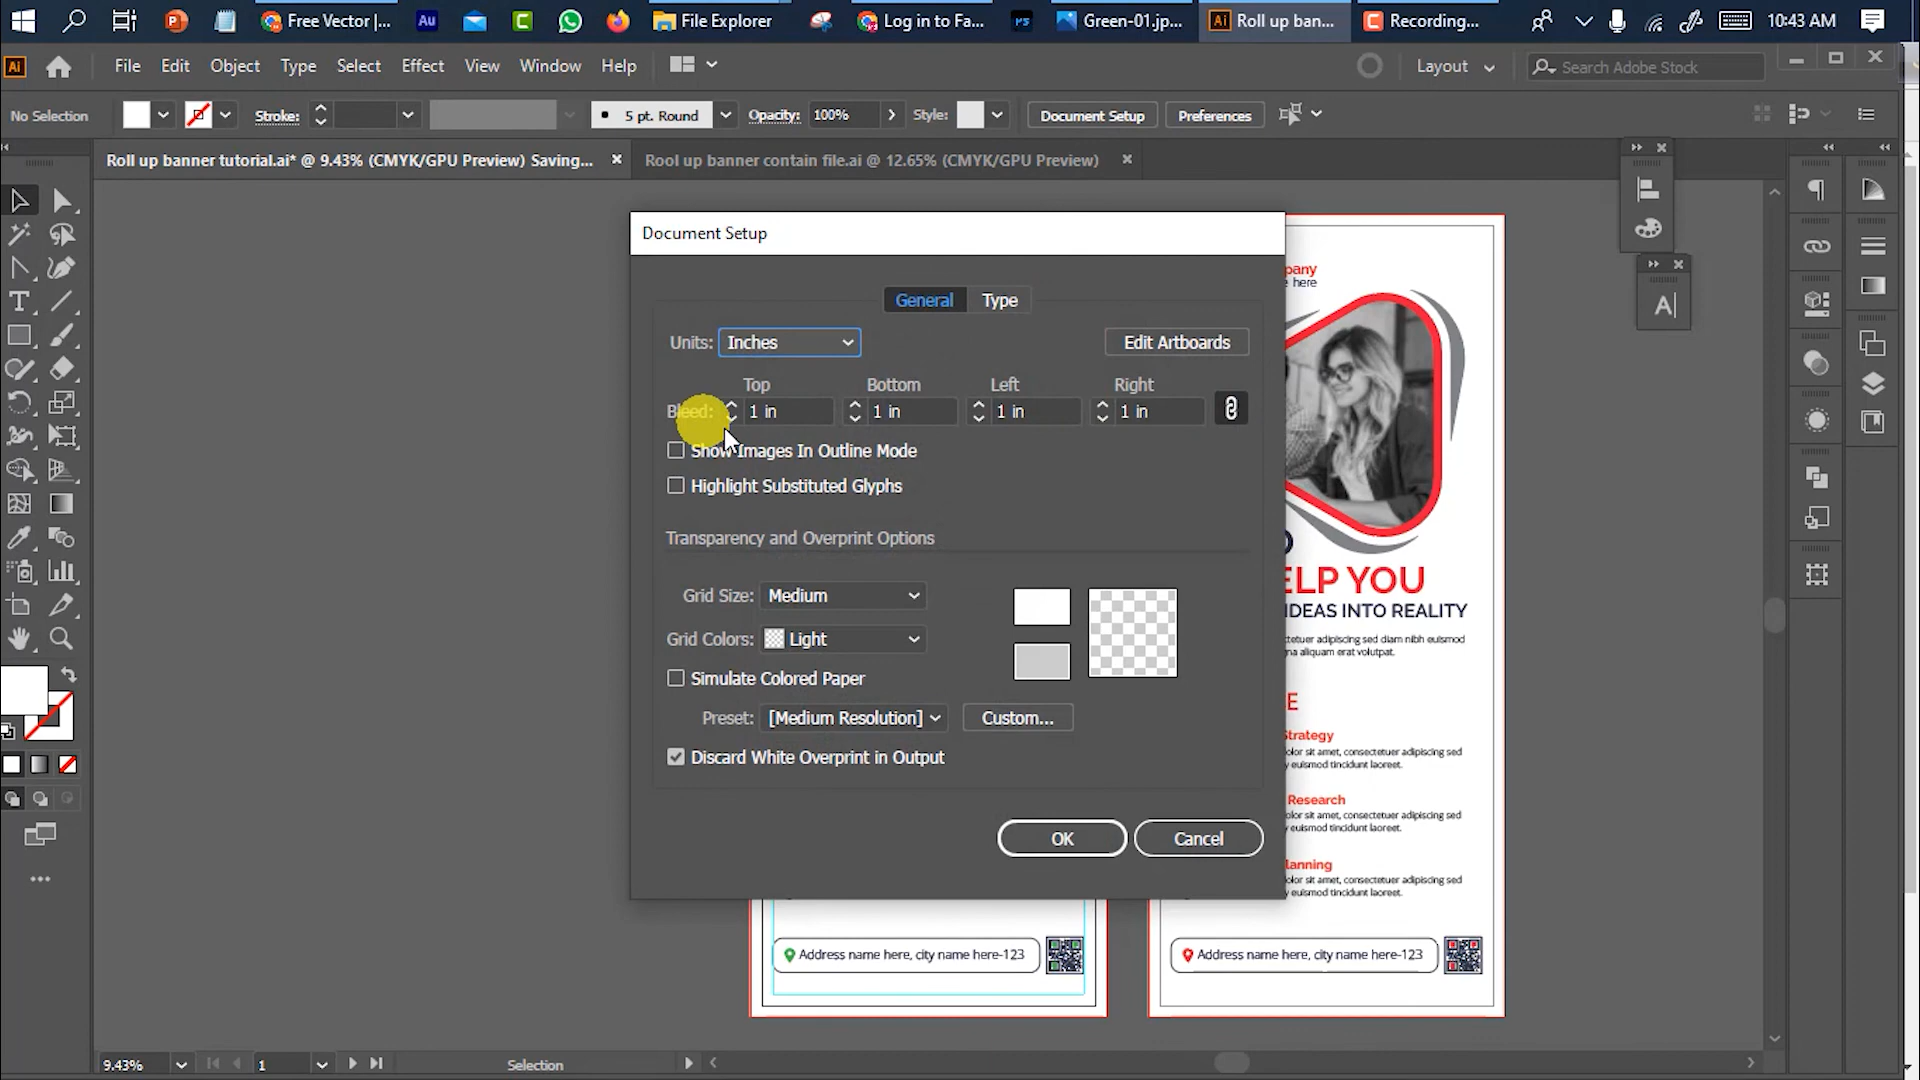 Free Vector |...
Au
C
File Explorer
Log in to Fa...
PS
Green-01.jp...
Ai
Roll up ban...
C
Recording...
10:43 AM
Ai
File
Edit
Object
Type
Select
Effect
View
Window
Help
Layout
Search Adobe Stock
No Selection
Stroke:
5 pt. Round
Opacity:
100%
Style:
Document Setup
Preferences
Roll up banner tutorial.ai* @ 9.43% (CMYK/GPU Preview) Saving...
Rool up banner contain file.ai @ 12.65% (CMYK/GPU Preview)
Document Setup
General
Type
Units:
Inches
Edit Artboards
Top
Bottom
Left
Right
Bleed:
1 in
1 in
1 in
1 in
Show Images In Outline Mode
Highlight Substituted Glyphs
Transparency and Overprint Options
Grid Size:
Medium
Grid Colors:
Light
Simulate Colored Paper
Preset:
[Medium Resolution]
Custom...
Discard White Overprint in Output
OK
Cancel
pany
here
ELP YOU
IDEAS INTO REALITY
ctetuer adipiscing sed diam nibh euismod
gna aliquam erat volutpat.
E
Strategy
olor sit amet, consectetuer adipiscing sed
y euismod tincidunt laoreet.
Research
olor sit amet, consectetuer adipiscing sed
y euismod tincidunt laoreet.
lanning
olor sit amet, consectetuer adipiscing sed
y euismod tincidunt laoreet.
Address name here, city name here-123
Address name here, city name here-123
9.43%
1
Selection